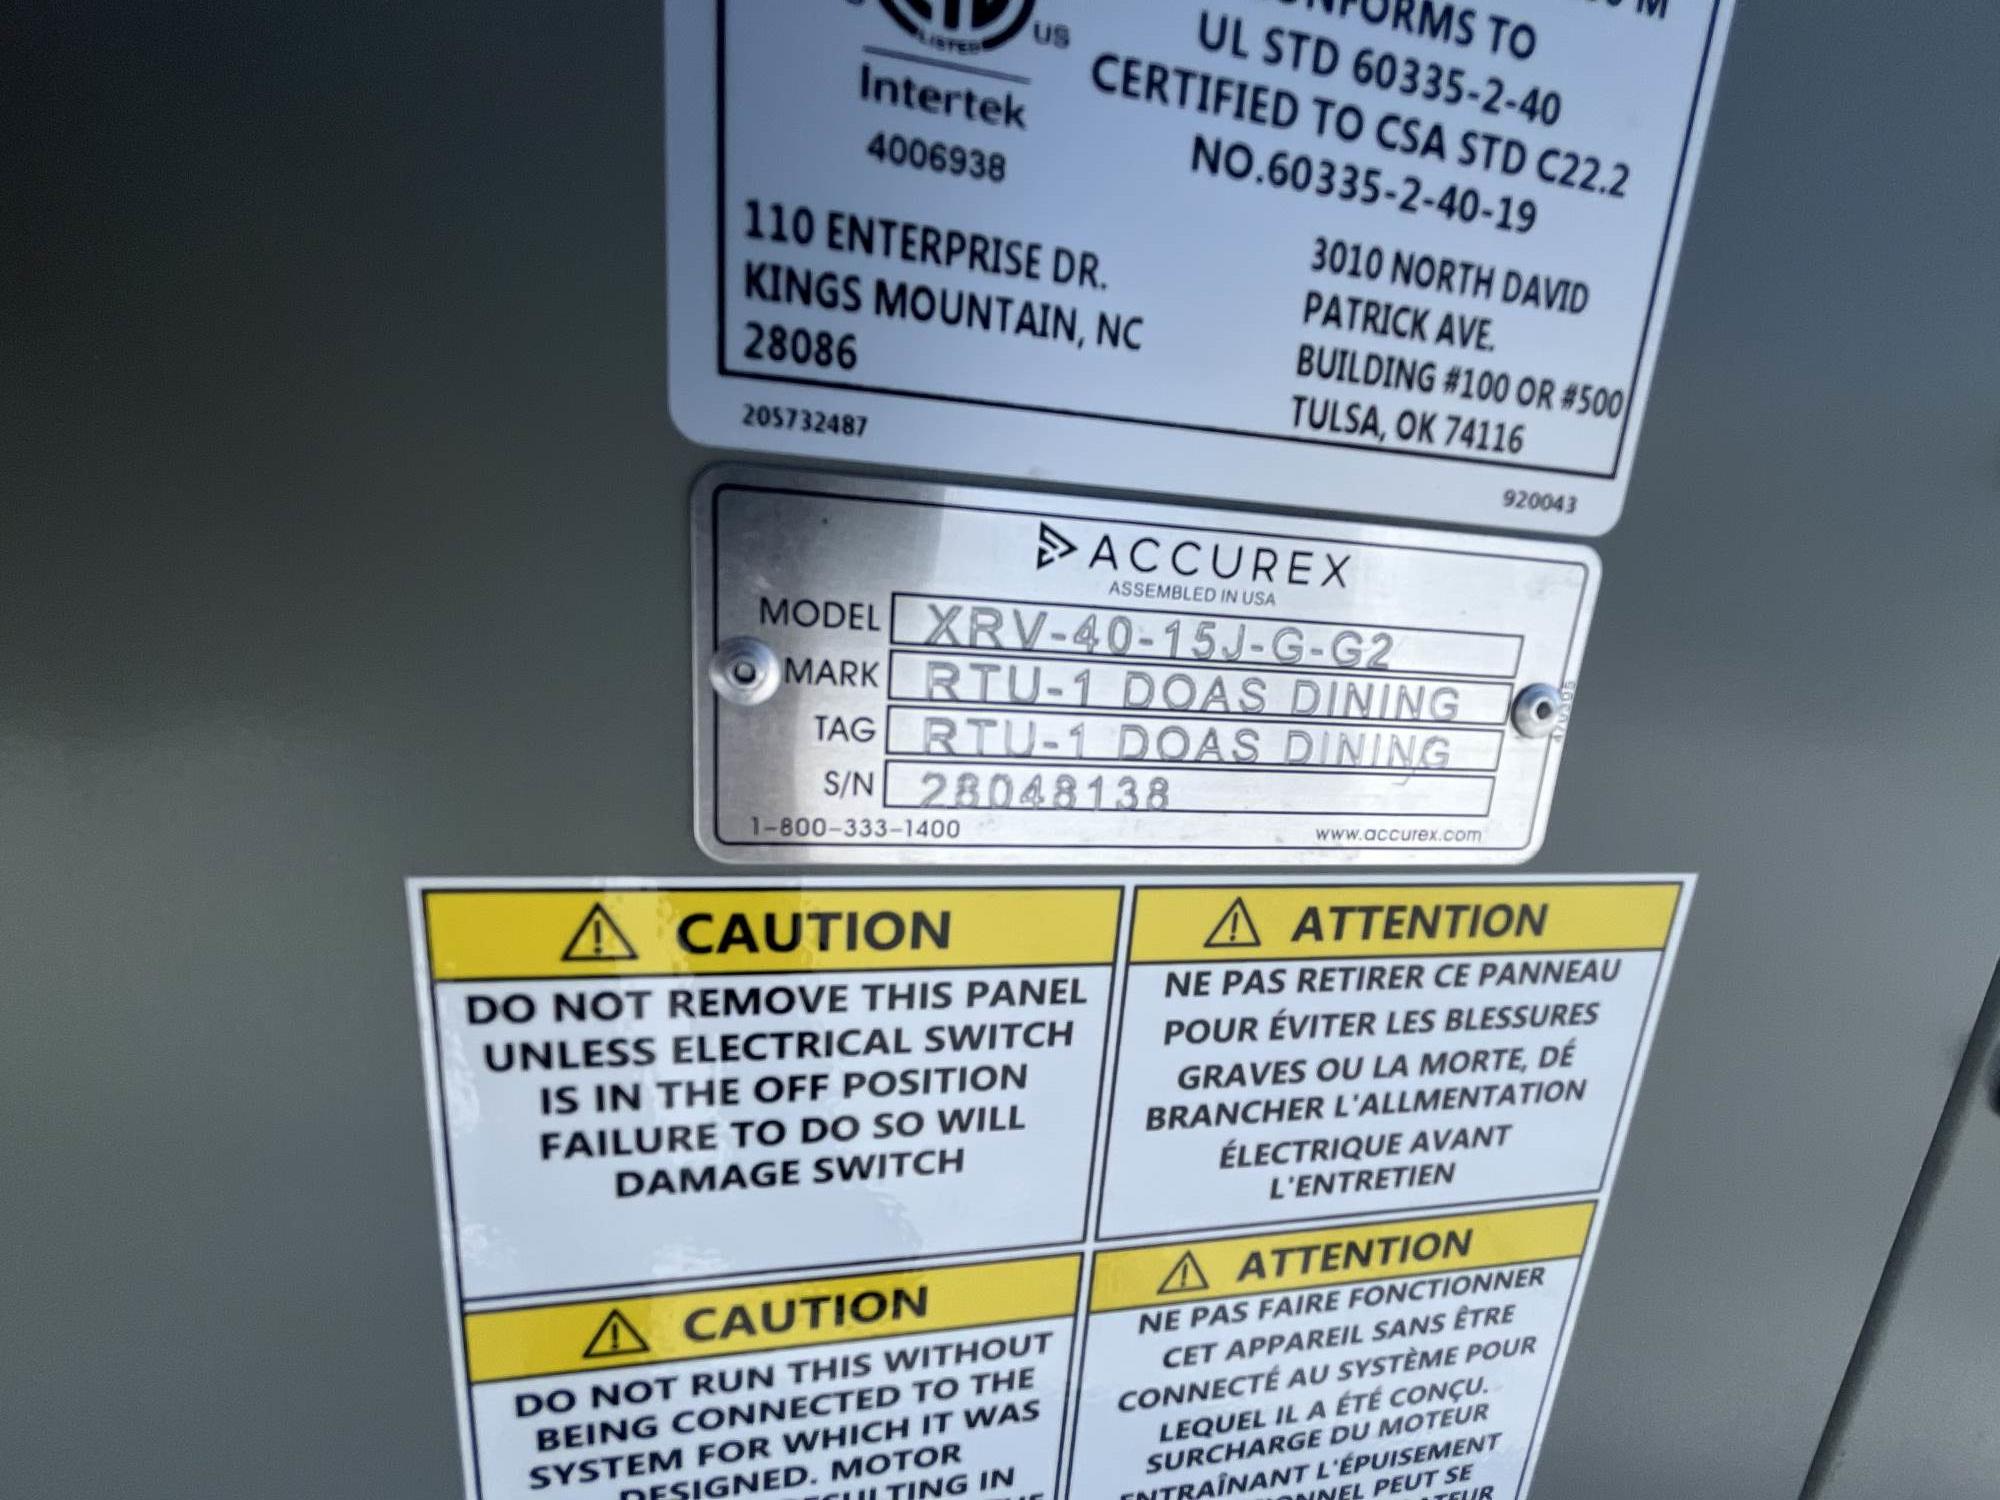 CONFORMS TO
UL STD 60335-2-40
CERTIFIED TO CSA STD C22.2
NO.60335-2-40-19
LISTED
US
Intertek
4006938
110 ENTERPRISE DR.
KINGS MOUNTAIN, NC
28086
3010 NORTH DAVID
PATRICK AVE.
BUILDING #100 OR #500
TULSA, OK 74116
205732487
920043
ACCUREX
ASSEMBLED IN USA
MODEL XRV-40-15J-G-G2
MARK RTU-1 DOAS DINING
TAG RTU-1 DOAS DINING
S/N 28048138
1-800-333-1400
www.accurex.com
CAUTION
DO NOT REMOVE THIS PANEL
UNLESS ELECTRICAL SWITCH
IS IN THE OFF POSITION
FAILURE TO DO SO WILL
DAMAGE SWITCH
ATTENTION
NE PAS RETIRER CE PANNEAU
POUR ÉVITER LES BLESSURES
GRAVES OU LA MORTE, DÉ
BRANCHER L'ALLMENTATION
ÉLECTRIQUE AVANT
L'ENTRETIEN
CAUTION
DO NOT RUN THIS WITHOUT
BEING CONNECTED TO THE
SYSTEM FOR WHICH IT WAS
DESIGNED. MOTOR
IN
ATTENTION
NE PAS FAIRE FONCTIONNER
CET APPAREIL SANS ÊTRE
CONNECTÉ AU SYSTÈME POUR
LEQUEL IL A ÉTÉ CONÇU.
SURCHARGE DU MOTEUR
ENTRAÎNANT L'ÉPUISEMENT
PEUT SE